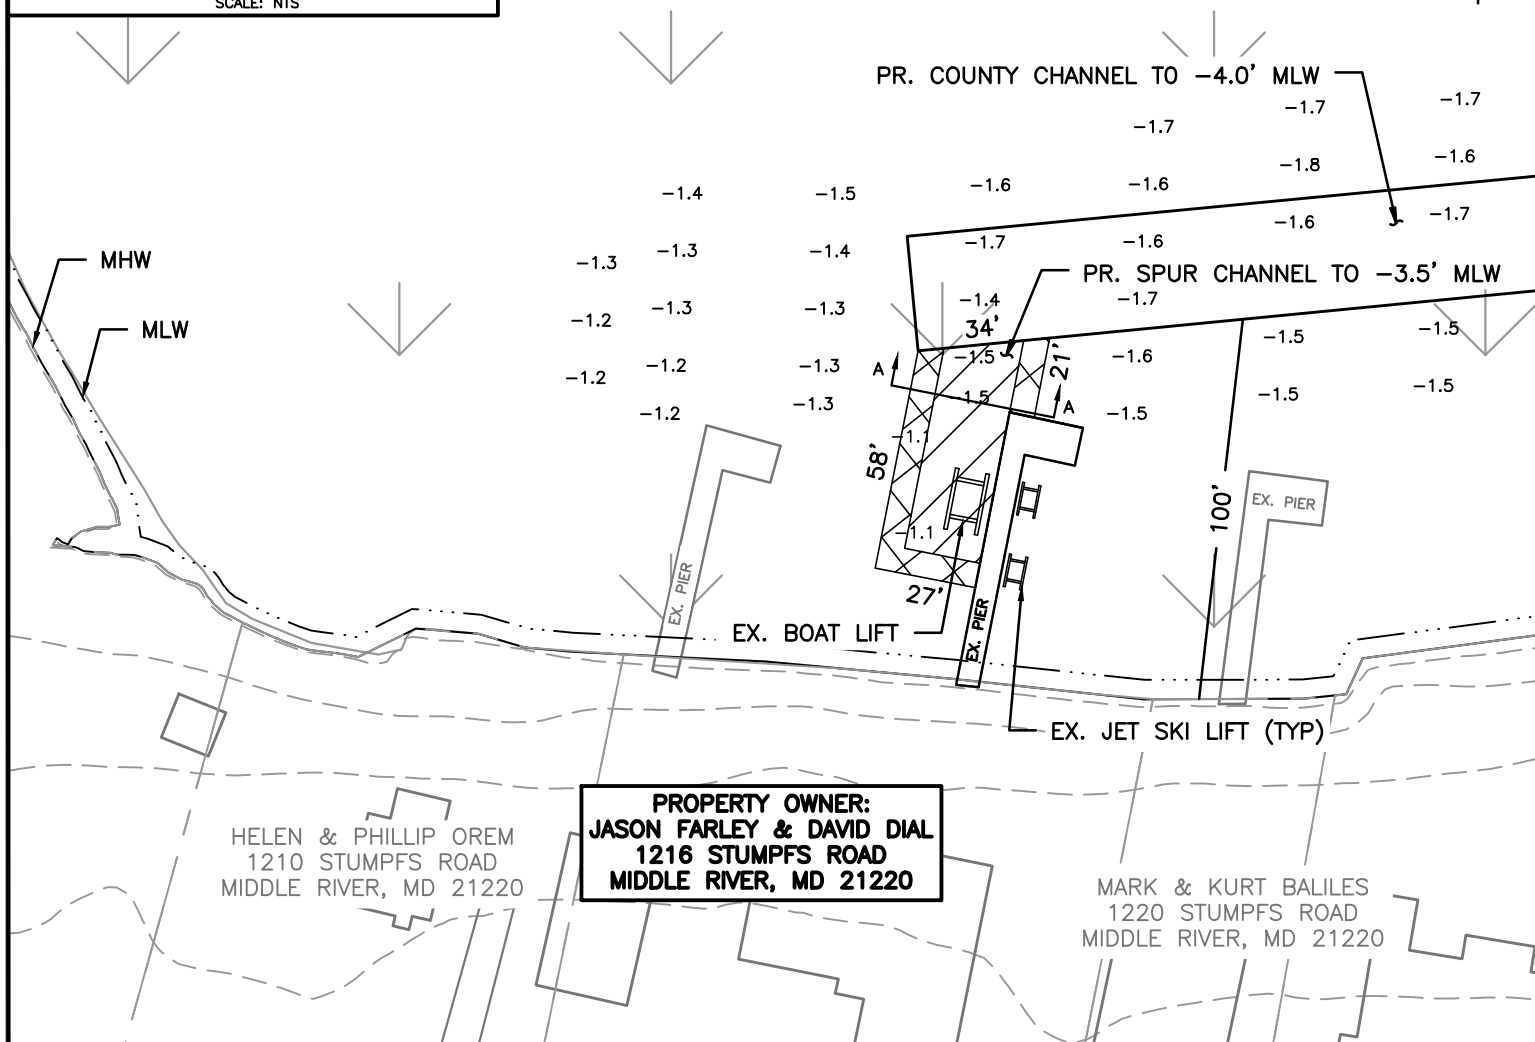 SCALE: NTS
PR. COUNTY CHANNEL TO -4.0' MLW
-1.7
-1.7
-1.7
-1.8
-1.6
-1.4
-1.5
-1.6
-1.6
-1.6
-1.7
-1.3
-1.3
-1.4
-1.7
-1.6
MHW
PR. SPUR CHANNEL TO -3.5' MLW
-1.2
-1.3
-1.3
-1.4
-1.7
34'
MLW
-1.5
-1.5
-1.2
-1.2
-1.3
-1.5
21'
-1.6
A
-1.5
-1.5
-1.2
-1.3
-1.5
A
-1.5
-1.1
58'
-1.1
100'
EX. PIER
EX. PIER
27'
EX. BOAT LIFT
EX. PIER
EX. JET SKI LIFT (TYP)
PROPERTY OWNER:
JASON FARLEY & DAVID DIAL
1216 STUMPFS ROAD
MIDDLE RIVER, MD 21220
HELEN & PHILLIP OREM
1210 STUMPFS ROAD
MIDDLE RIVER, MD 21220
MARK & KURT BALILES
1220 STUMPFS ROAD
MIDDLE RIVER, MD 21220